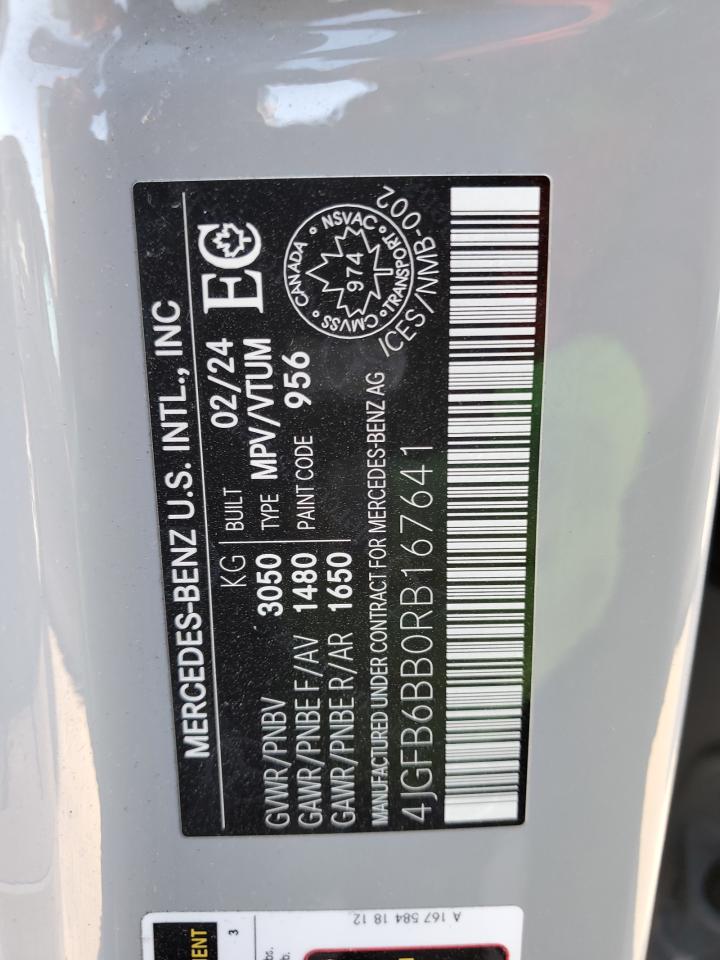 MERCEDES-BENZ U.S. INTL., INC
KG
GVWR/PNBV 3050
GAWR/PNBE F/AV 1480
GAWR/PNBE R/AR 1650
BUILT 02/24
TYPE MPV/VTUM
PAINT CODE 956
EC
CANADA • NSVAC • TRANSPORT • CMVSS
974
ICES/NMB-002
MANUFACTURED UNDER CONTRACT FOR MERCEDES-BENZ AG
4JGFB6BB0RB167641
A 167 584 18 12
3